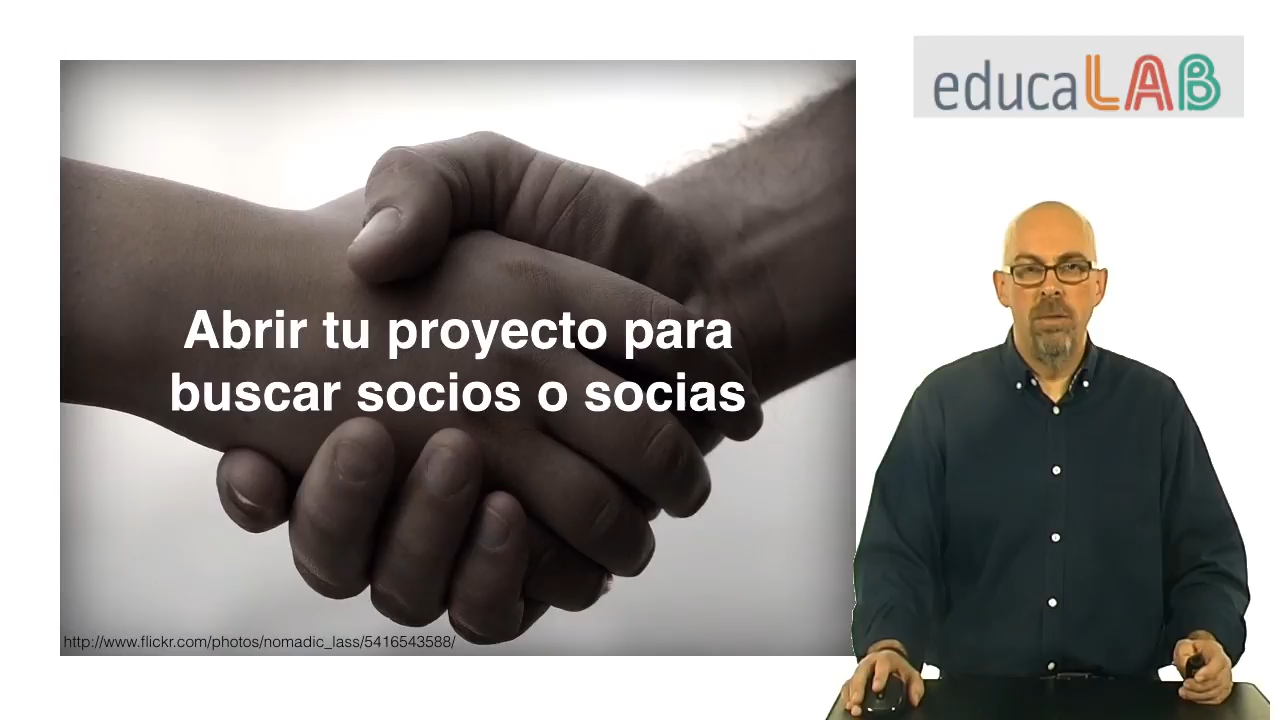 educaLAB
Abrir tu proyecto para
buscar socios o socias
http://www.flickr.com/photos/nomadic_lass/5416543588/